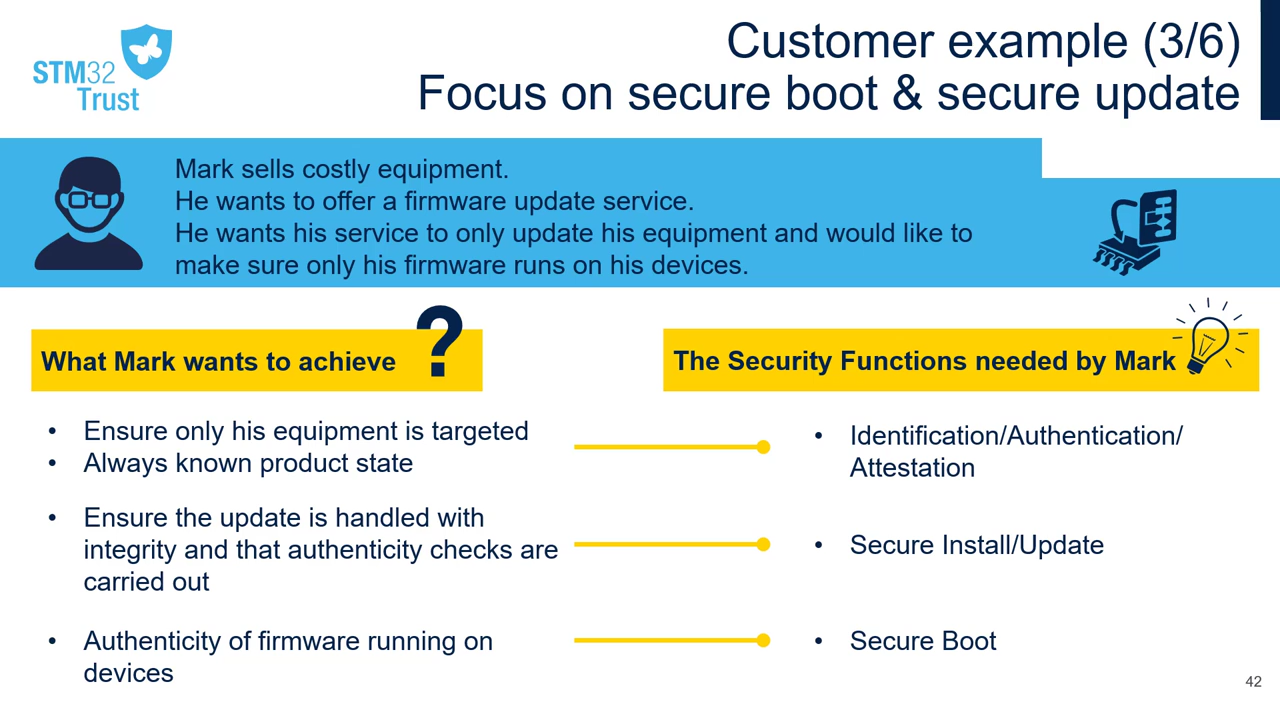 STM32
Trust
Customer example (3/6)
Focus on secure boot & secure update
Mark sells costly equipment.
He wants to offer a firmware update service.
He wants his service to only update his equipment and would like to
make sure only his firmware runs on his devices.
What Mark wants to achieve
?
The Security Functions needed by Mark
• Ensure only his equipment is targeted
• Always known product state
• Identification/Authentication/
Attestation
• Ensure the update is handled with
integrity and that authenticity checks are
carried out
• Secure Install/Update
• Authenticity of firmware running on
devices
• Secure Boot
42